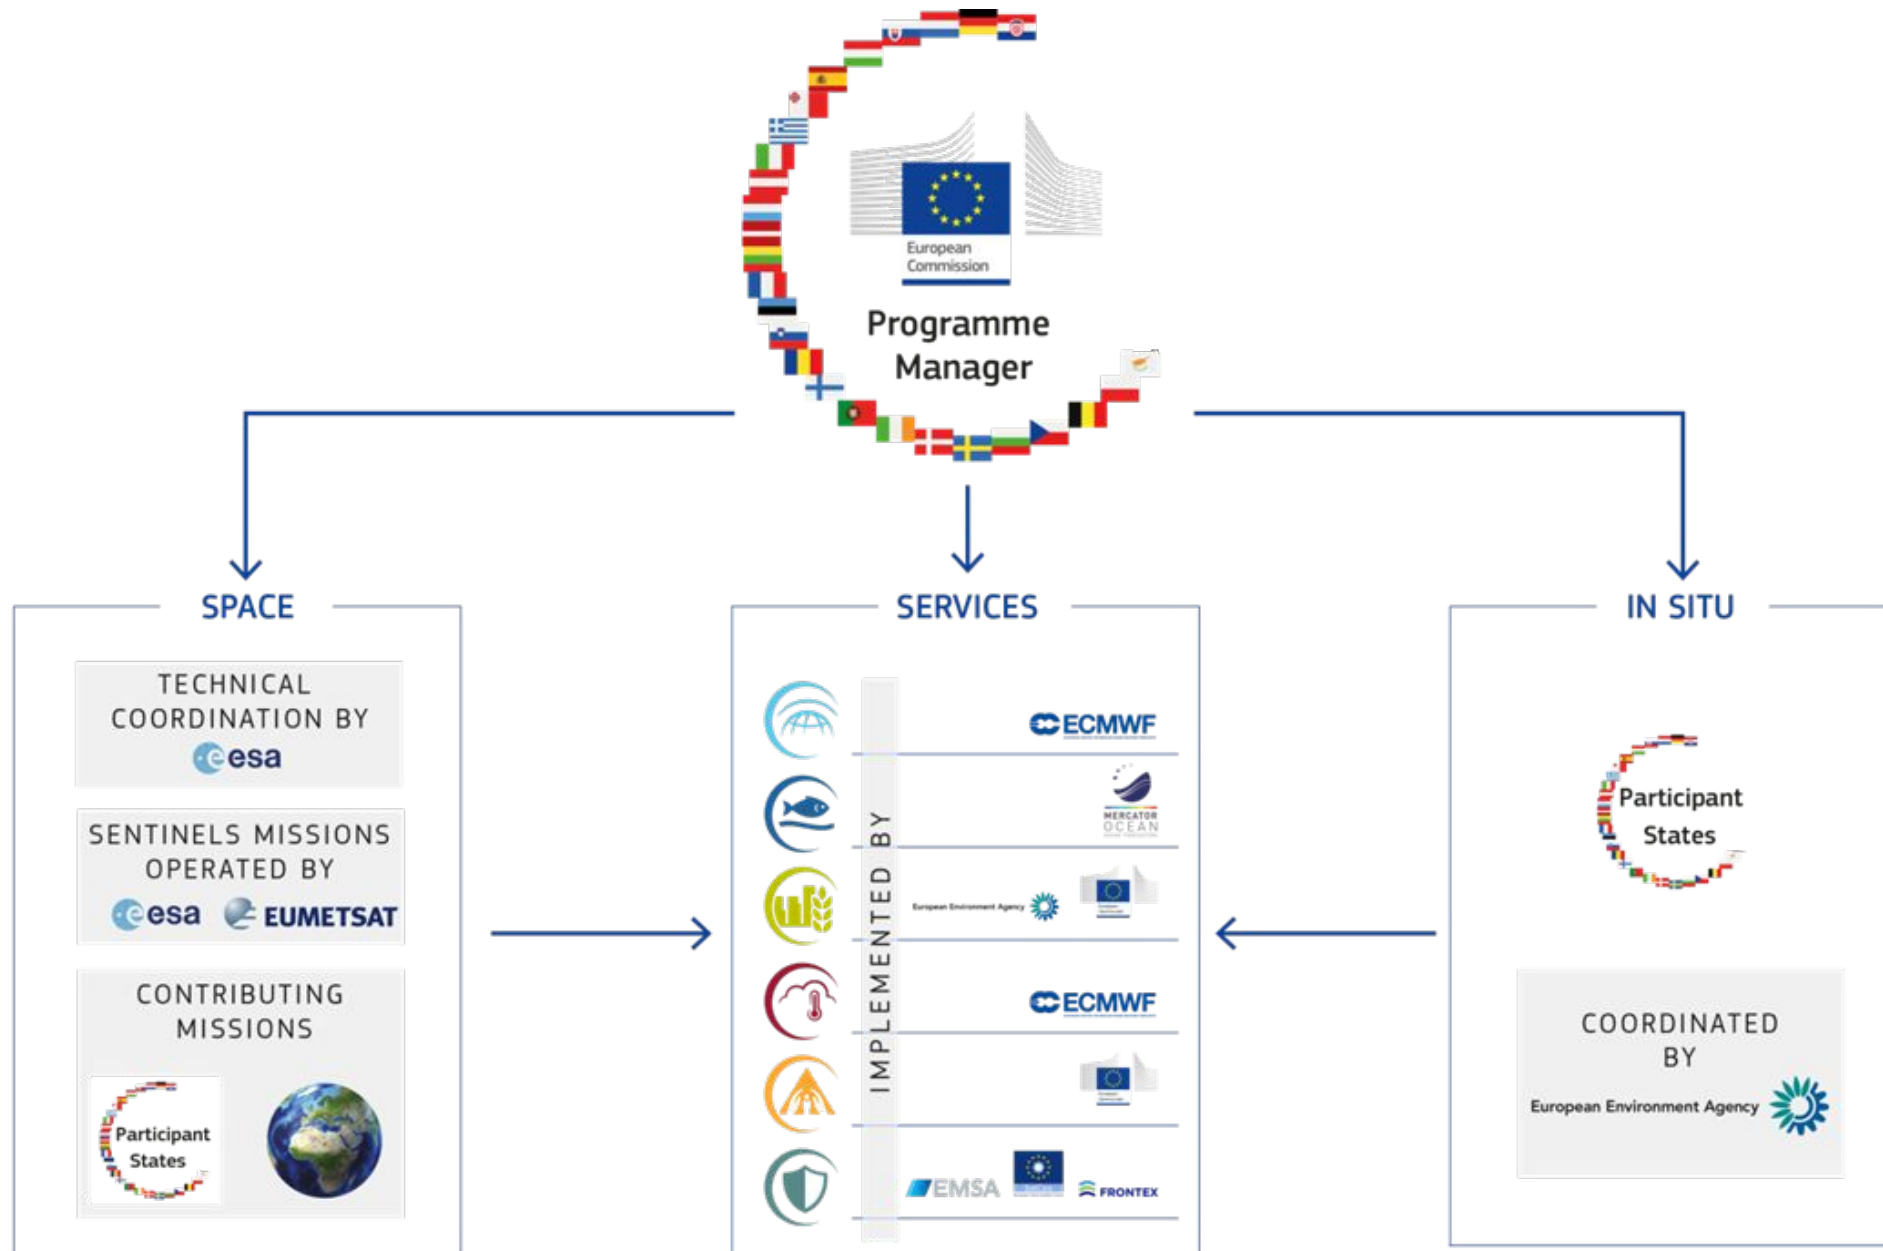 European
Commission
Programme
Manager
SPACE
TECHNICAL
COORDINATION BY
esa
SENTINELS MISSIONS
OPERATED BY
esa EUMETSAT
CONTRIBUTING
MISSIONS
Participant
States
SERVICES
IMPLEMENTED BY
ECMWF
MERCATOR
OCEAN
European Environment Agency
ECMWF
EMSA
FRONTEX
IN SITU
Participant
States
COORDINATED
BY
European Environment Agency